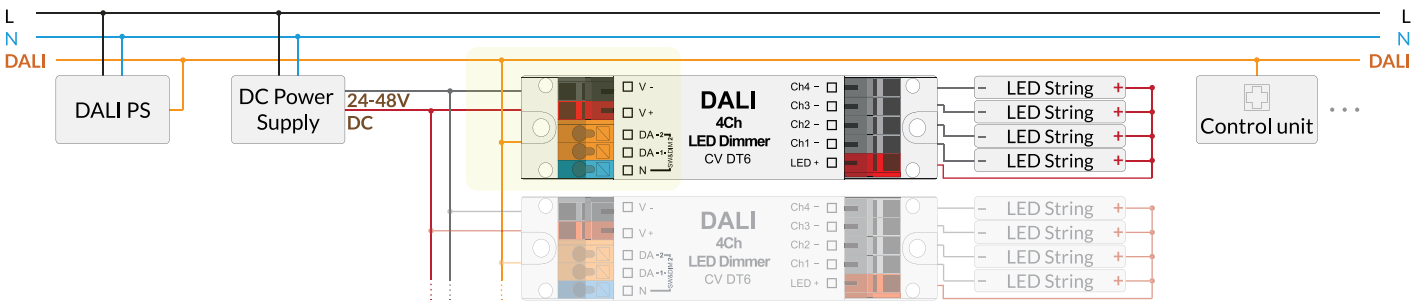 L
L
N
N
DALI
DALI
DALI PS
DC Power
Supply
24-48V
DC
V -
V +
DA -2-
DA -1-
N
SWADIM 2
DALI
4Ch
LED Dimmer
CV DT6
Ch4 -
Ch3 -
Ch2 -
Ch1 -
LED +
- LED String +
- LED String +
- LED String +
- LED String +
Control unit
...
V -
V +
DA -2-
DA -1-
N
DALI
4Ch
LED Dimmer
CV DT6
Ch4 -
Ch3 -
Ch2 -
Ch1 -
LED +
- LED String +
- LED String +
- LED String +
- LED String +